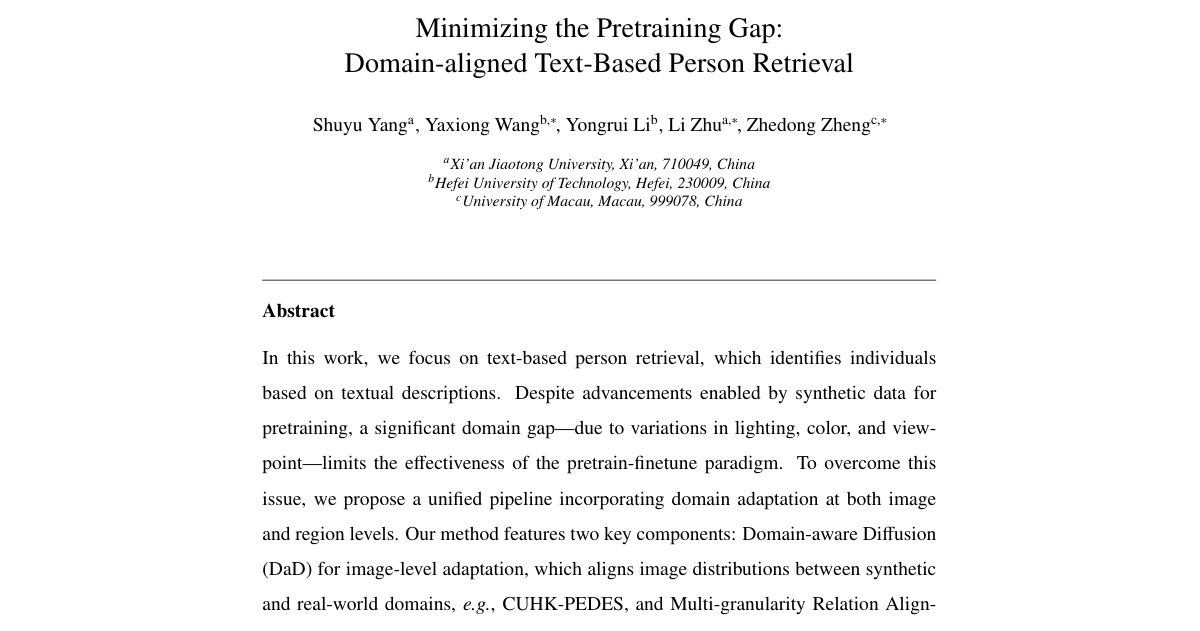 Minimizing the Pretraining Gap:
Domain-aligned Text-Based Person Retrieval
Shuyu Yangᵃ, Yaxiong Wangᵇ,*, Yongrui Liᵇ, Li Zhuᵃ,*, Zhedong Zhengᶜ,*
ᵃXi'an Jiaotong University, Xi'an, 710049, China
ᵇHefei University of Technology, Hefei, 230009, China
ᶜUniversity of Macau, Macau, 999078, China
Abstract
In this work, we focus on text-based person retrieval, which identifies individuals
based on textual descriptions. Despite advancements enabled by synthetic data for
pretraining, a significant domain gap—due to variations in lighting, color, and view-
point—limits the effectiveness of the pretrain-finetune paradigm. To overcome this
issue, we propose a unified pipeline incorporating domain adaptation at both image
and region levels. Our method features two key components: Domain-aware Diffusion
(DaD) for image-level adaptation, which aligns image distributions between synthetic
and real-world domains, e.g., CUHK-PEDES, and Multi-granularity Relation Align-